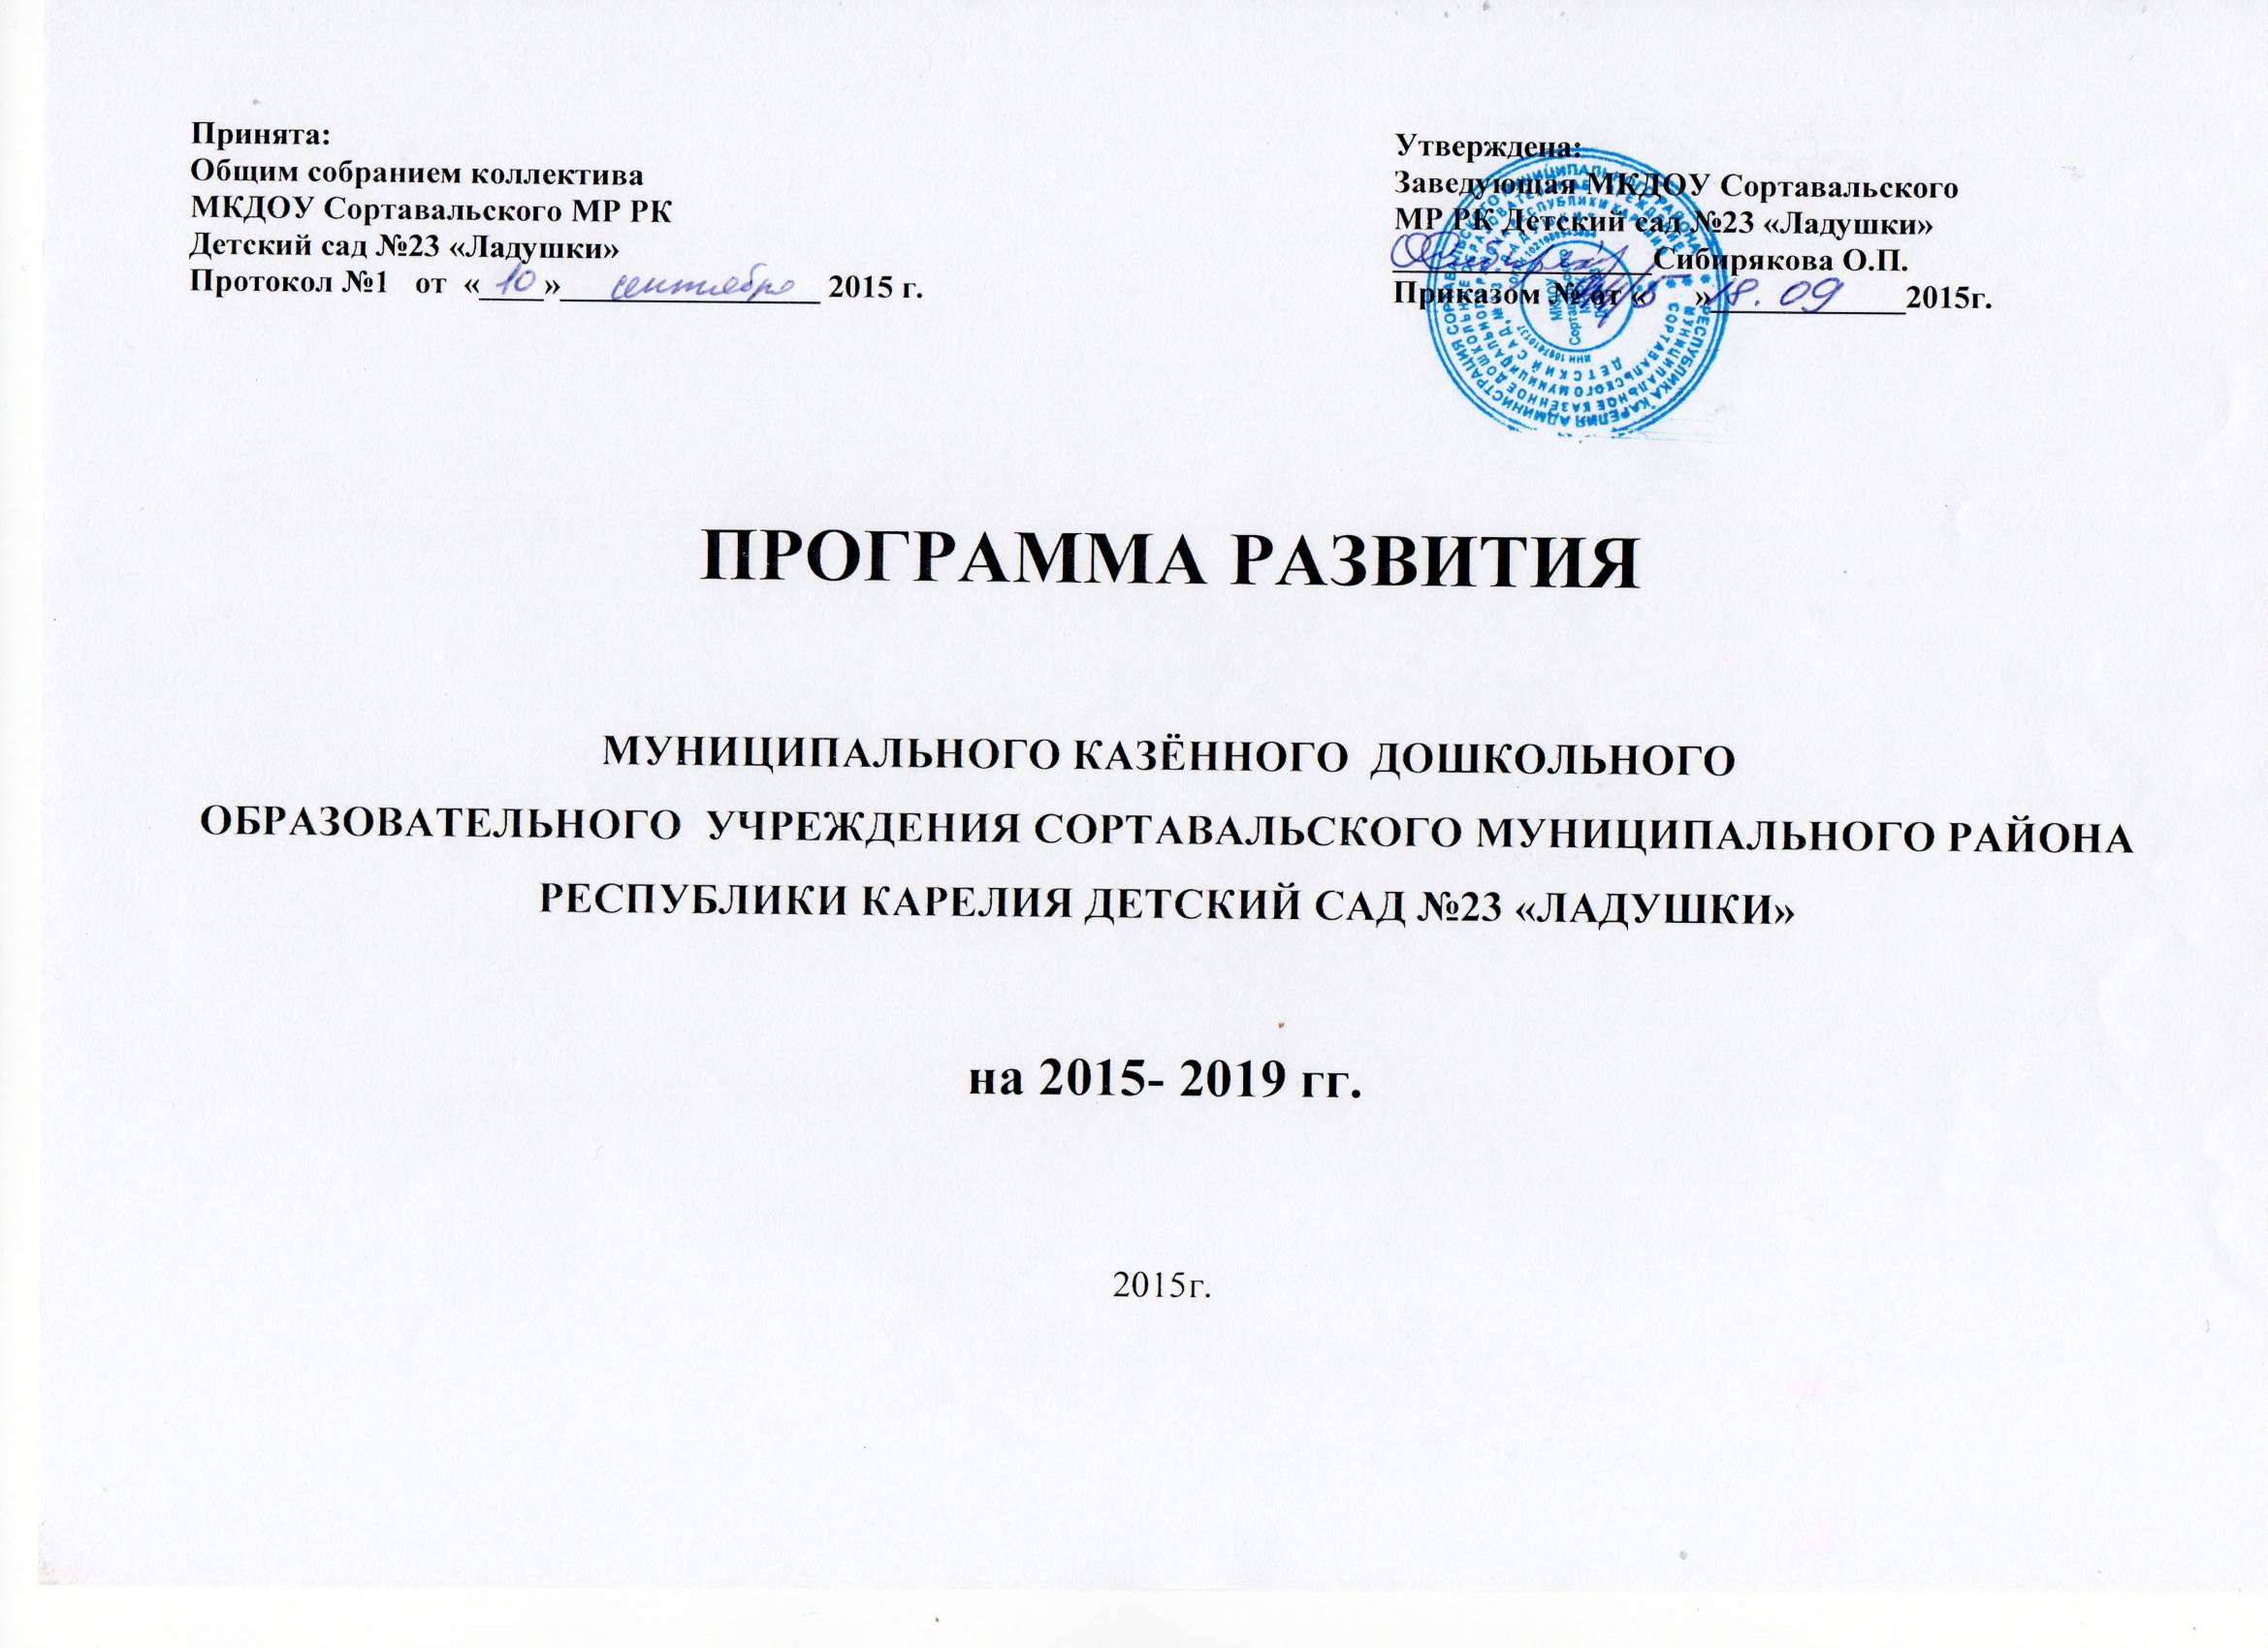 Принята:
Общим собранием коллектива
МКДОУ Сортавальского МР РК
Детский сад №23 «Ладушки»
Протокол №1 от «10» сентября 2015 г.
Утверждена:
Заведующая МКДОУ Сортавальского
МР РК Детский сад №23 «Ладушки»
Сибирякова О.П.
Приказом № от « » 18.09 2015г.
ПРОГРАММА РАЗВИТИЯ
МУНИЦИПАЛЬНОГО КАЗЁННОГО ДОШКОЛЬНОГО
ОБРАЗОВАТЕЛЬНОГО УЧРЕЖДЕНИЯ СОРТАВАЛЬСКОГО МУНИЦИПАЛЬНОГО РАЙОНА
РЕСПУБЛИКИ КАРЕЛИЯ ДЕТСКИЙ САД №23 «ЛАДУШКИ»
на 2015- 2019 гг.
2015г.